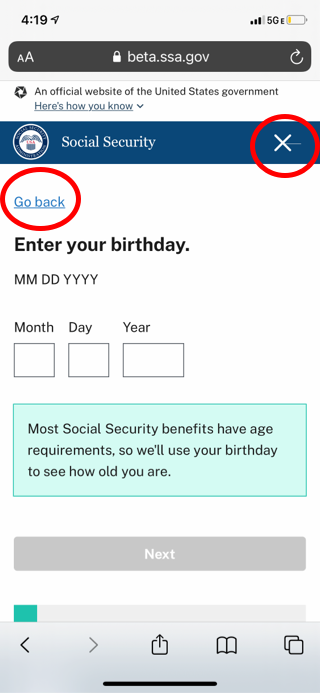 4:19
5G E
AA beta.ssa.gov
An official website of the United States government
Here's how you know
Social Security
Go back
Enter your birthday.
MM DD YYYY
Month Day Year
Most Social Security benefits have age
requirements, so we'll use your birthday
to see how old you are.
Next